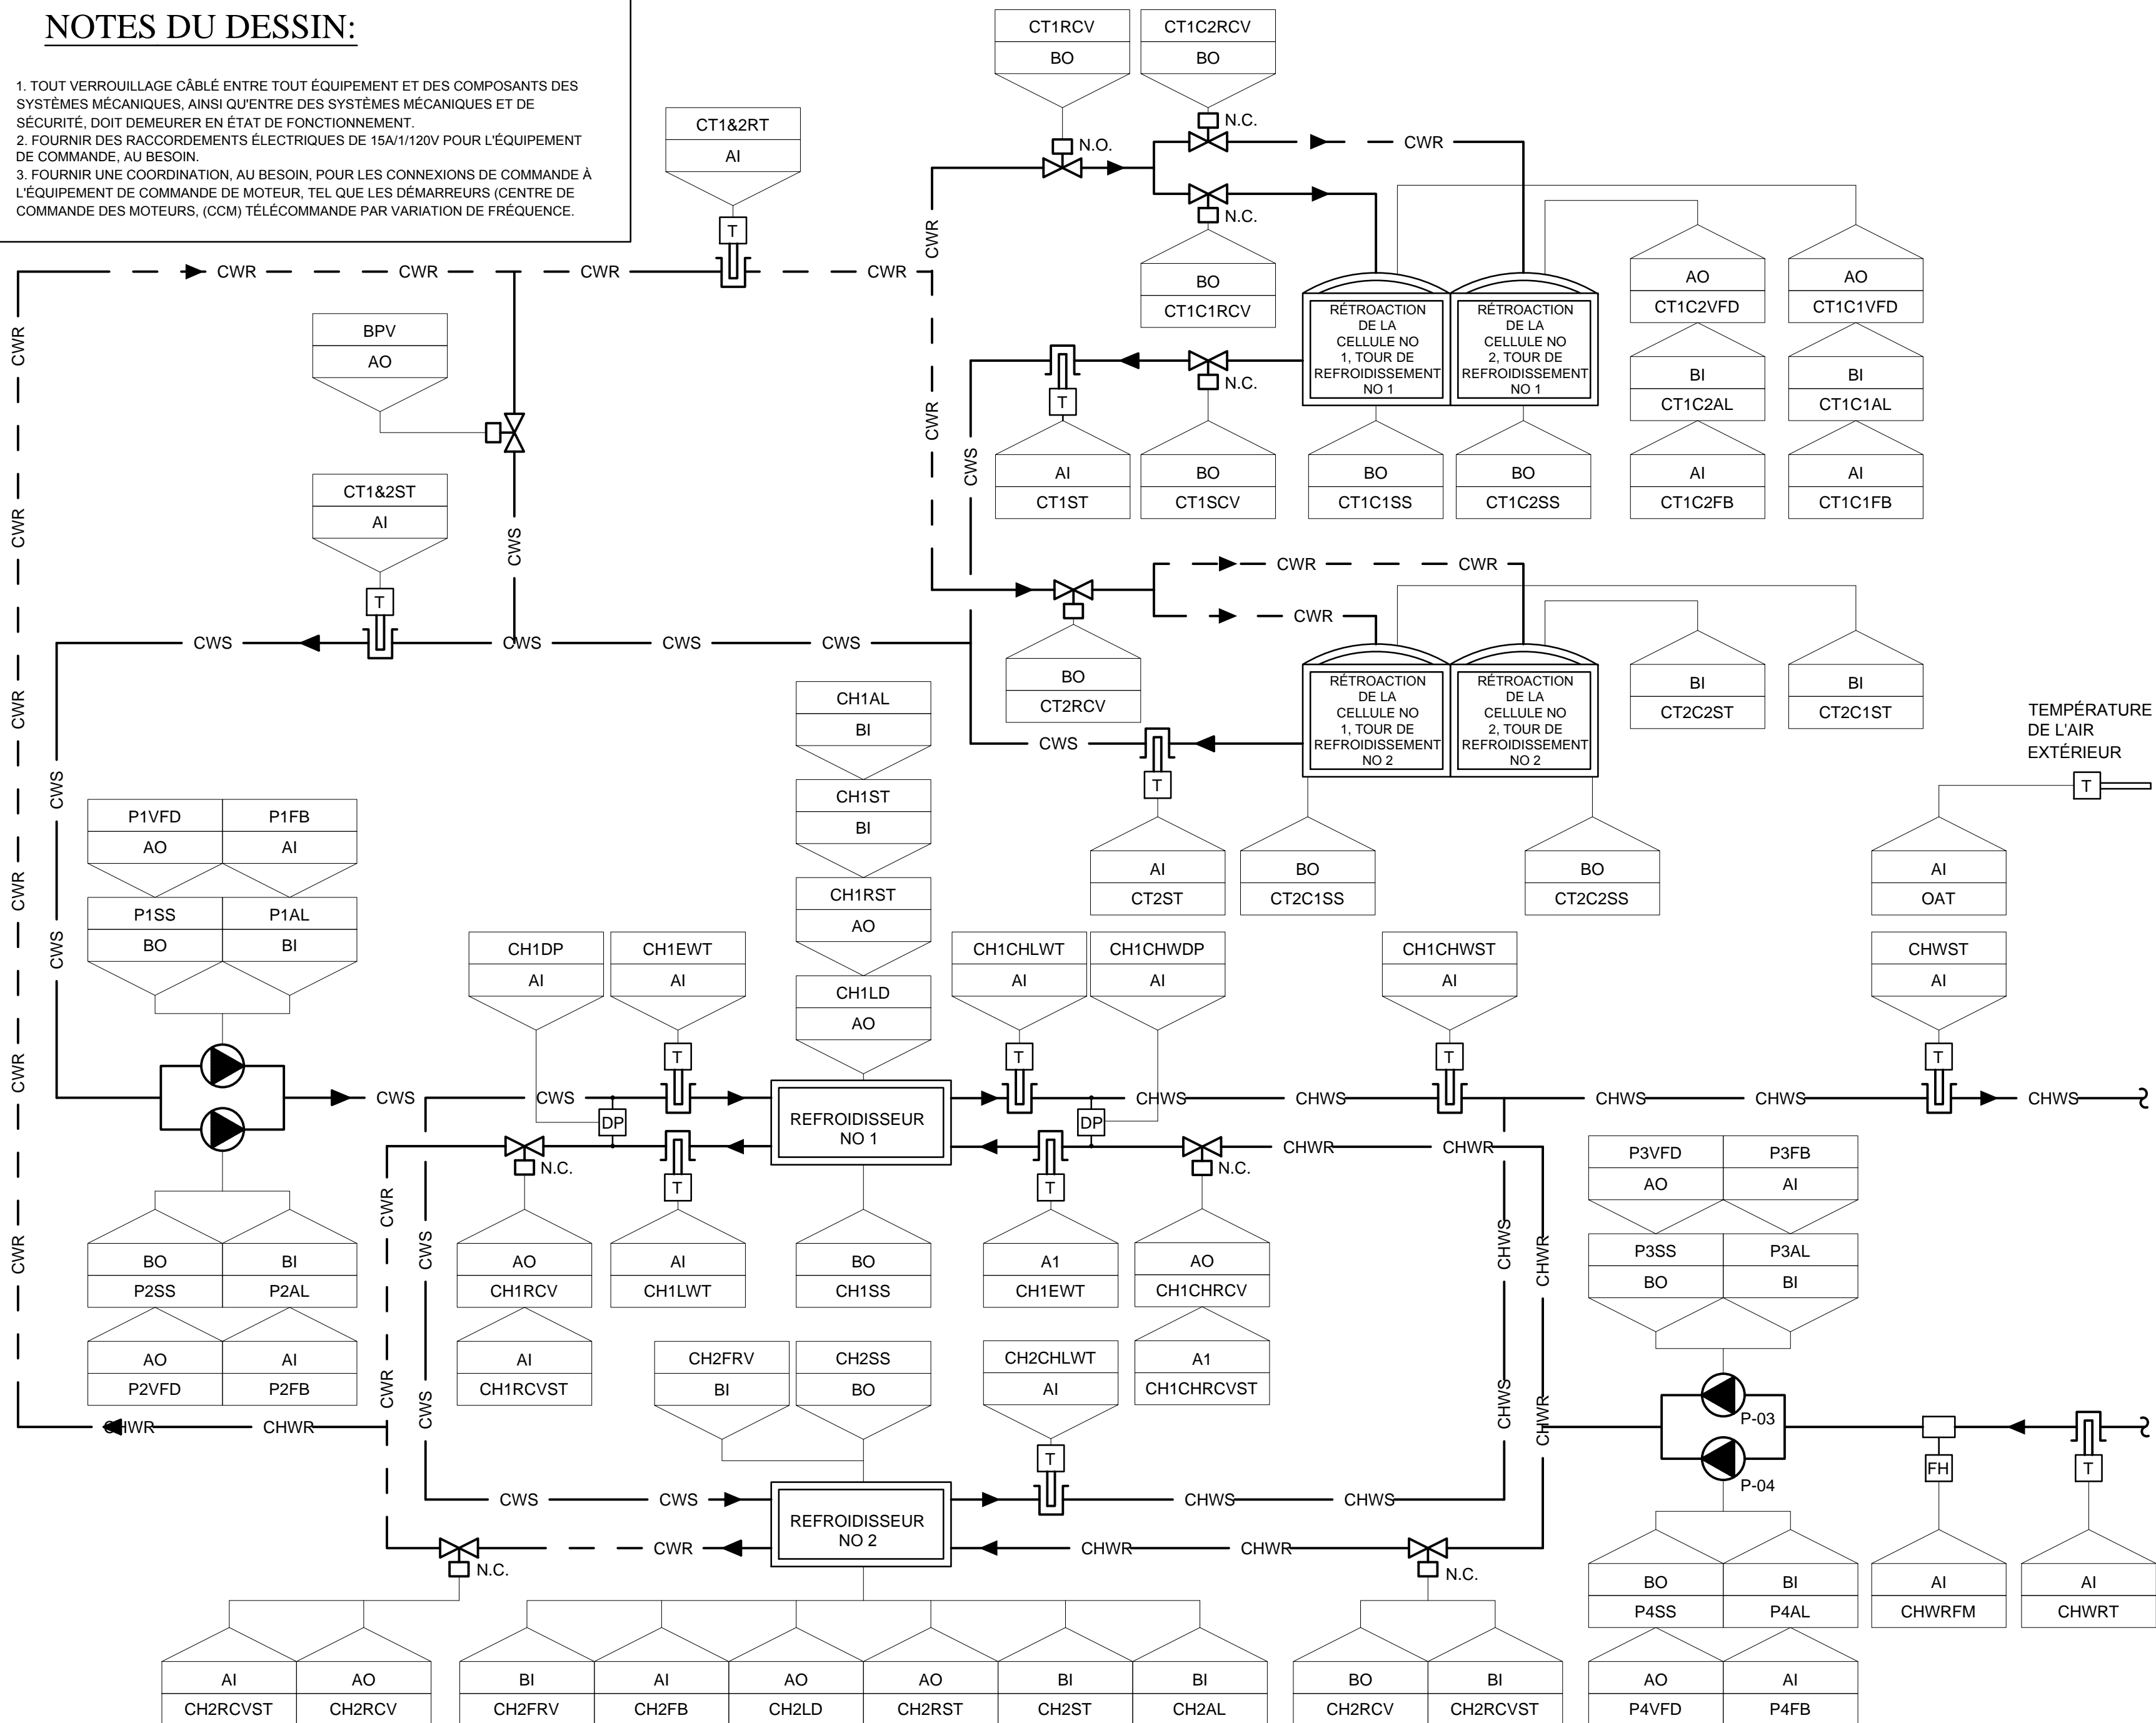 NOTES DU DESSIN:
1. TOUT VERROUILLAGE CÂBLÉ ENTRE TOUT ÉQUIPEMENT ET DES COMPOSANTS DES
SYSTÈMES MÉCANIQUES, AINSI QU'ENTRE DES SYSTÈMES MÉCANIQUES ET DE
SÉCURITÉ, DOIT DEMEURER EN ÉTAT DE FONCTIONNEMENT.
2. FOURNIR DES RACCORDEMENTS ÉLECTRIQUES DE 15A/1/120V POUR L'ÉQUIPEMENT
DE COMMANDE, AU BESOIN.
3. FOURNIR UNE COORDINATION, AU BESOIN, POUR LES CONNEXIONS DE COMMANDE À
L'ÉQUIPEMENT DE COMMANDE DE MOTEUR, TEL QUE LES DÉMARREURS (CENTRE DE
COMMANDE DES MOTEURS, (CCM) TÉLÉCOMMANDE PAR VARIATION DE FRÉQUENCE.
CT1RCV
BO
CT1C2RCV
BO
CT1&2RT
AI
T
N.O.
N.C.
CWR
N.C.
BO
CT1C1RCV
CWR
CWR
CWR
CWR
CWR
CWR
CWR
BPV
AO
CT1&2ST
AI
T
CWS
RÉTROACTION
DE LA
CELLULE NO
1, TOUR DE
REFROIDISSEMENT
NO 1
RÉTROACTION
DE LA
CELLULE NO
2, TOUR DE
REFROIDISSEMENT
NO 1
AO
CT1C2VFD
BI
CT1C2AL
AI
CT1C2FB
AO
CT1C1VFD
BI
CT1C1AL
AI
CT1C1FB
T
N.C.
CWS
AI
CT1ST
BO
CT1SCV
BO
CT1C1SS
BO
CT1C2SS
CWR
CWR
CWR
CWR
CWR
CWR
CWR
CWR
CWS
CWS
CWS
CWS
BO
CT2RCV
RÉTROACTION
DE LA
CELLULE NO
1, TOUR DE
REFROIDISSEMENT
NO 2
RÉTROACTION
DE LA
CELLULE NO
2, TOUR DE
REFROIDISSEMENT
NO 2
BI
CT2C2ST
BI
CT2C1ST
TEMPÉRATURE
DE L'AIR
EXTÉRIEUR
T
CWS
T
AI
CT2ST
BO
CT2C1SS
BO
CT2C2SS
AI
OAT
CH1AL
BI
CH1ST
BI
CH1RST
AO
CH1LD
AO
CWS
CWS
P1VFD
AO
P1FB
AI
P1SS
BO
P1AL
BI
CH1DP
AI
CH1EWT
AI
CH1CHLWT
AI
CH1CHWDP
AI
CH1CHWST
AI
CHWST
AI
T
T
T
T
CWS
CWS
DP
REFROIDISSEUR
NO 1
DP
CHWS
CHWS
CHWS
CHWS
CHWS
N.C.
T
T
N.C.
CHWR
CHWR
BO
P2SS
BI
P2AL
AO
P2VFD
AI
P2FB
CWR
CWS
AO
CH1RCV
AI
CH1RCVST
AI
CH1LWT
BO
CH1SS
A1
CH1EWT
AO
CH1CHRCV
A1
CH1CHRCVST
CHWS
CHWR
P3VFD
AO
P3FB
AI
P3SS
BO
P3AL
BI
CH2FRV
BI
CH2SS
BO
CH2CHLWT
AI
CWR
CWS
CHWS
CHWR
CHWR
CHWR
P-03
P-04
FH
T
T
CWS
CWS
CHWS
CHWS
REFROIDISSEUR
NO 2
N.C.
CWR
CHWR
CHWR
N.C.
BO
P4SS
BI
P4AL
AI
CHWRFM
AI
CHWRT
AI
CH2RCVST
AO
CH2RCV
BI
CH2FRV
AI
CH2FB
AO
CH2LD
AO
CH2RST
BI
CH2ST
BI
CH2AL
BO
CH2RCV
BI
CH2RCVST
AO
P4VFD
AI
P4FB